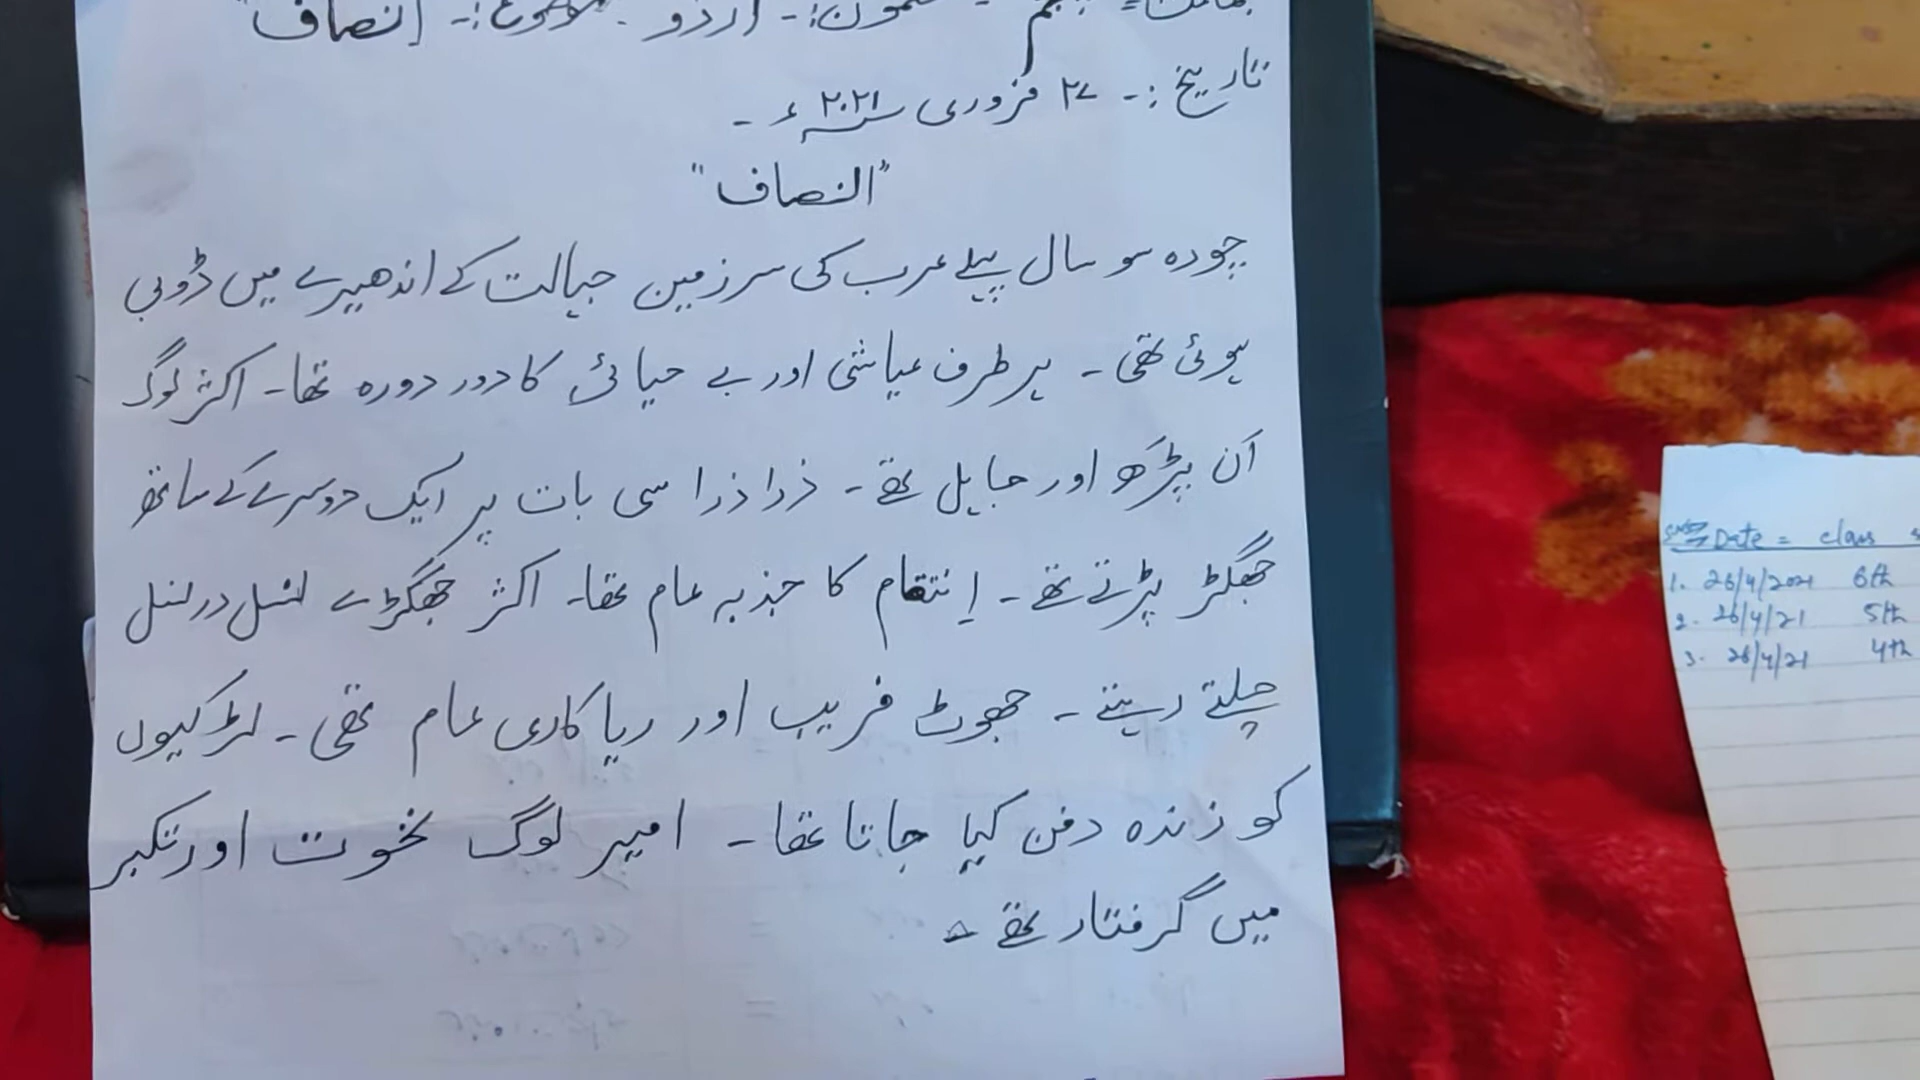 مضمون:۔ اردو ۔ موضوع:۔ انصاف"
تاریخ :۔ ۲۷ فروری ۲۰۲۱ء ۔
"انصاف"
چودہ سو سال پہلے عرب کی سرزمین جہالت کے اندھیرے میں ڈوبی
ہوئی تھی ۔ ہر طرف عیاشی اور بے حیائی کا دور دورہ تھا۔ اکثر لوگ
اَن پڑھ اور جاہل تھے ۔ ذرا ذرا سی بات پر ایک دوسرے کے ساتھ
جھگڑ پڑتے تھے ۔ اِنتقام کا جذبہ عام تھا۔ اکثر جھگڑے نسل در نسل
چلتے رہتے ۔ جھوٹ فریب اور ریاکاری عام تھی ۔ لڑکیوں
کو زندہ دفن کیا جاتا تھا ۔ امیر لوگ نخوت اور تکبر
میں گرفتار تھے ۔
Date = class
1. 26/4/2021 6th
2. 26/4/21 5th
3. 26/4/21 4th